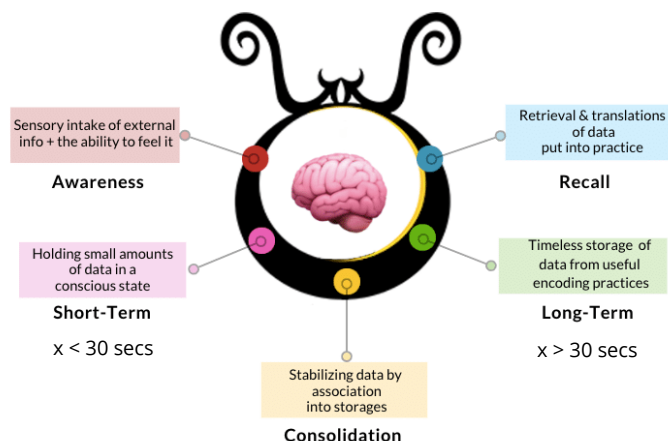 Sensory intake of external
info + the ability to feel it
Awareness
Holding small amounts
of data in a
conscious state
Short-Term
x < 30 secs
Stabilizing data by
association
into storages
Consolidation
Timeless storage of
data from useful
encoding practices
Long-Term
x > 30 secs
Retrieval & translations
of data
put into practice
Recall